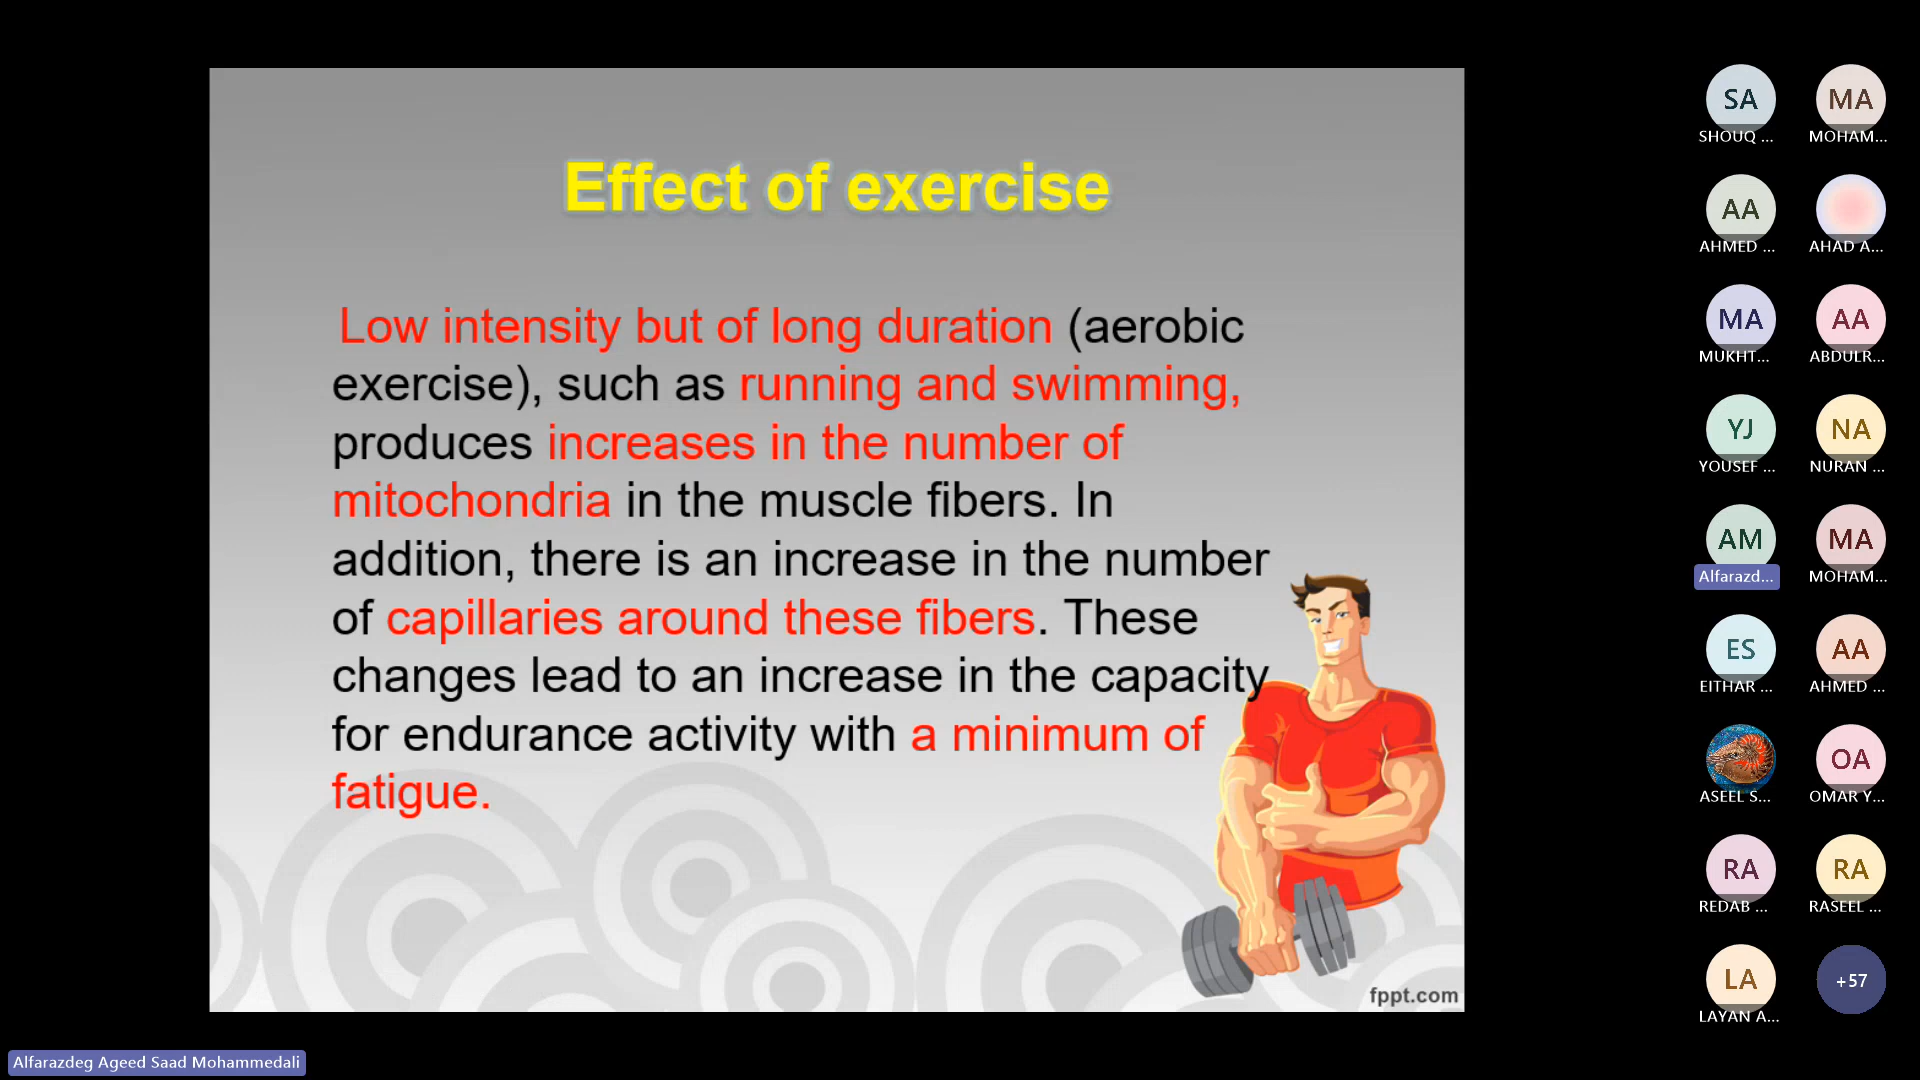 Effect of exercise
Low intensity but of long duration (aerobic
exercise), such as running and swimming,
produces increases in the number of
mitochondria in the muscle fibers. In
addition, there is an increase in the number
of capillaries around these fibers. These
changes lead to an increase in the capacity
for endurance activity with a minimum of
fatigue.
fppt.com
SA
SHOUQ ...
MA
MOHAM...
AA
AHMED ...
AHAD A...
MA
MUKHT...
AA
ABDULR...
YJ
YOUSEF ...
NA
NURAN ...
AM
Alfarazd...
MA
MOHAM...
ES
EITHAR ...
AA
AHMED ...
ASEEL S...
OA
OMAR Y...
RA
REDAB ...
RA
RASEEL ...
LA
LAYAN A...
+57
Alfarazdeg Ageed Saad Mohammedali